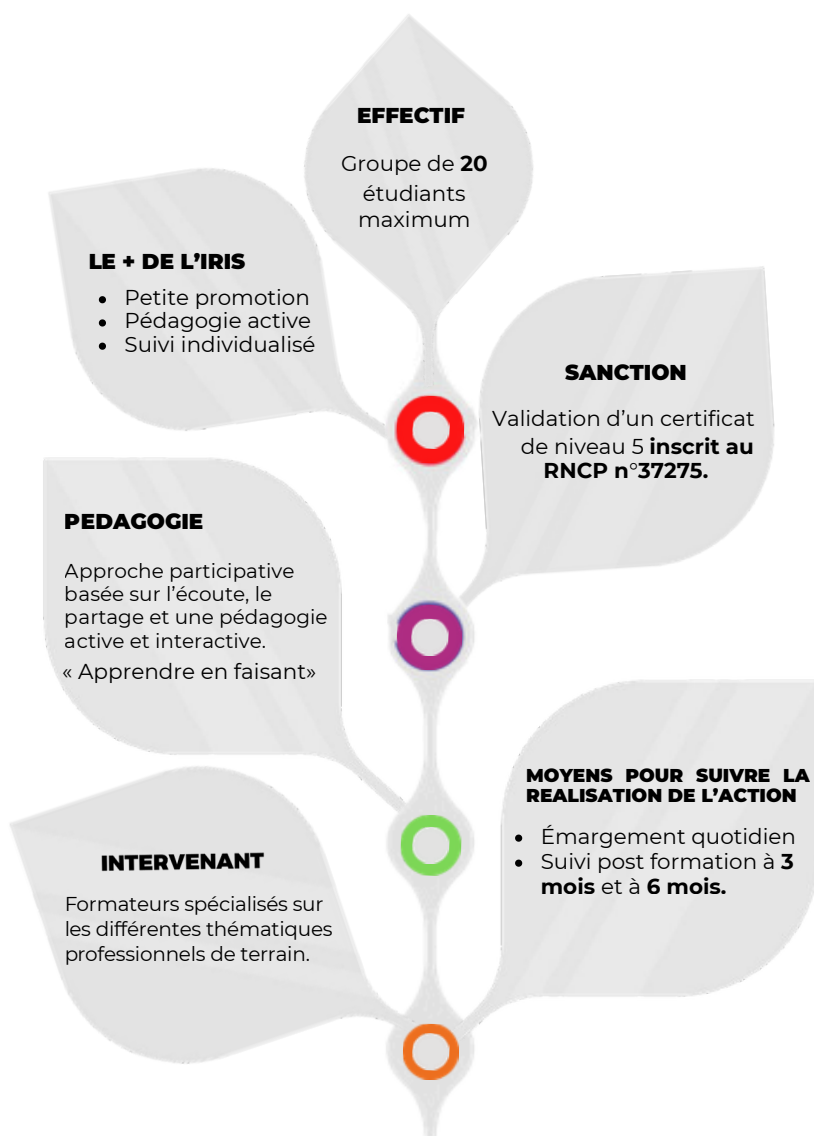 EFFECTIF
Groupe de 20
étudiants
maximum
LE + DE L’IRIS
• Petite promotion
• Pédagogie active
• Suivi individualisé
SANCTION
Validation d’un certificat
de niveau 5 inscrit au
RNCP n°37275.
PEDAGOGIE
Approche participative
basée sur l’écoute, le
partage et une pédagogie
active et interactive.
« Apprendre en faisant»
MOYENS POUR SUIVRE LA
REALISATION DE L’ACTION
• Émargement quotidien
• Suivi post formation à 3
mois et à 6 mois.
INTERVENANT
Formateurs spécialisés sur
les différentes thématiques
professionnels de terrain.